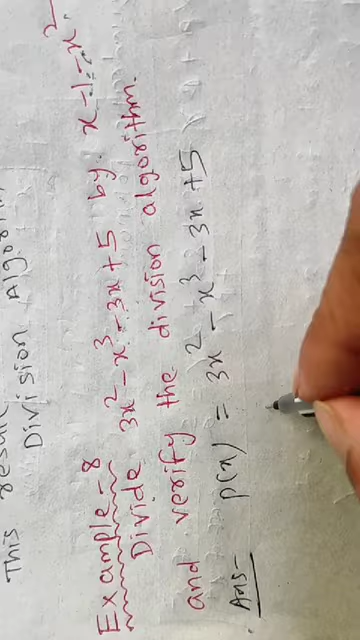 This resul
Division Algorithm
Example-8
Divide 3x² - x³ - 3x + 5 by x - 1 - x²
and verify the division algorithm.
Ans- p(x) = 3x² - x³ - 3x + 5